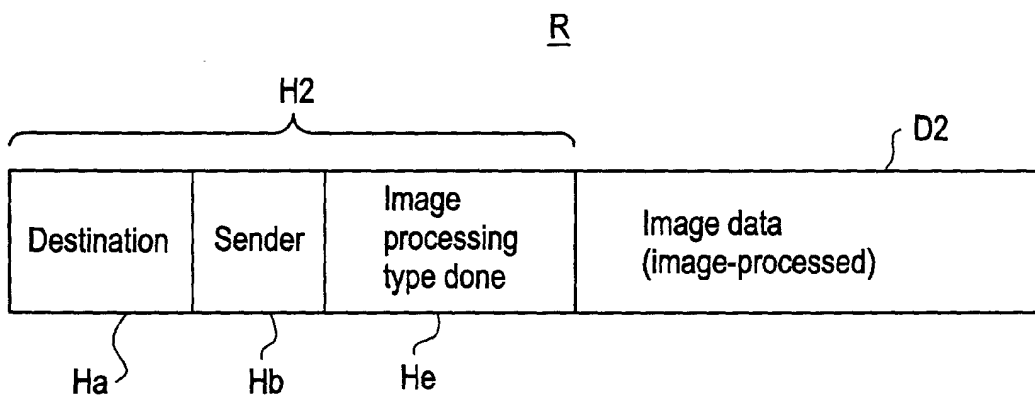 R
H2
D2
Destination
Sender
Image
processing
type done
Image data
(image-processed)
Ha
Hb
He